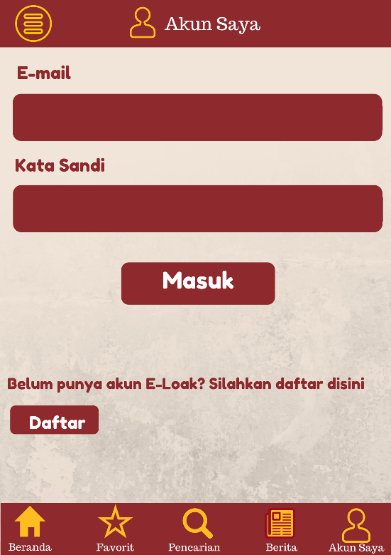 Akun Saya
E-mail
Kata Sandi
Masuk
Belum punya akun E-Loak? Silahkan daftar disini
Daftar
Beranda Favorit Pencarian Berita Akun Saya